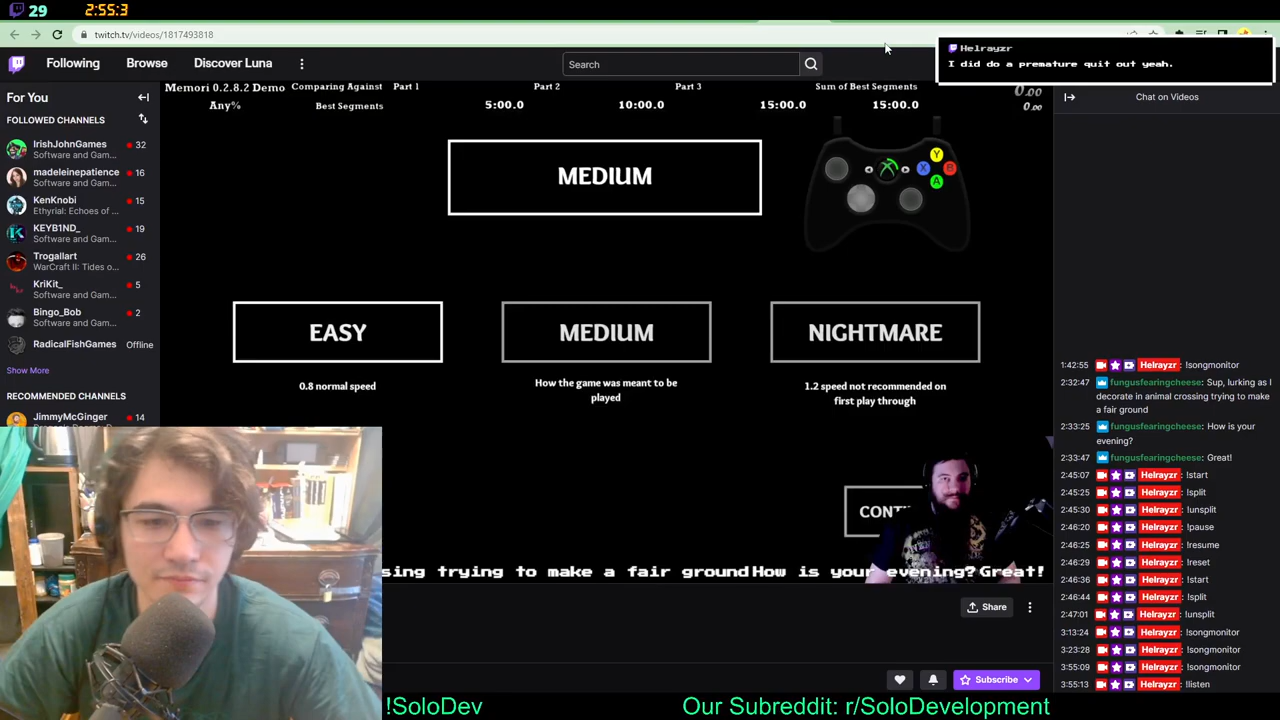 29
2:55:3
twitch.tv/videos/1817493818
Helrayzr
I did do a premature quit out yeah.
Following
Browse
Discover Luna
Search
For You
FOLLOWED CHANNELS
IrishJohnGames
32
Software and Gam...
madeleinepatience
16
Software and Gam...
KenKnobi
15
Ethyrial: Echoes of ...
KEYB1ND_
19
Software and Gam...
Trogallart
26
WarCraft II: Tides o...
KriKit_
3
Software and Gam...
Bingo_Bob
2
Software and Gam...
RadicalFishGames
Offline
Show More
RECOMMENDED CHANNELS
JimmyMcGinger
14
Memori 0.2.8.2 Demo
Comparing Against
Part 1
Part 2
Part 3
Sum of Best Segments
0.00
Any%
Best Segments
5:00.0
10:00.0
15:00.0
15:00.0
0.00
MEDIUM
Y
X
B
A
EASY
MEDIUM
NIGHTMARE
0.8 normal speed
How the game was meant to be
played
1.2 speed not recommended on
first play through
CONT
sing trying to make a fair ground How is your evening? Great!
Share
Subscribe
Chat on Videos
1:42:55 Helrayzr: !songmonitor
2:32:47 fungusfearingcheese: Sup, lurking as I
decorate in animal crossing trying to make
a fair ground
2:33:25 fungusfearingcheese: How is your
evening?
2:33:47 fungusfearingcheese: Great!
2:45:07 Helrayzr: !start
2:45:25 Helrayzr: !split
2:45:30 Helrayzr: !unsplit
2:46:20 Helrayzr: !pause
2:46:25 Helrayzr: !resume
2:46:29 Helrayzr: !reset
2:46:36 Helrayzr: !start
2:46:44 Helrayzr: !split
2:47:01 Helrayzr: !unsplit
3:13:24 Helrayzr: !songmonitor
3:23:28 Helrayzr: !songmonitor
3:55:09 Helrayzr: !songmonitor
3:55:13 Helrayzr: !listen
!SoloDev
Our Subreddit: r/SoloDevelopment